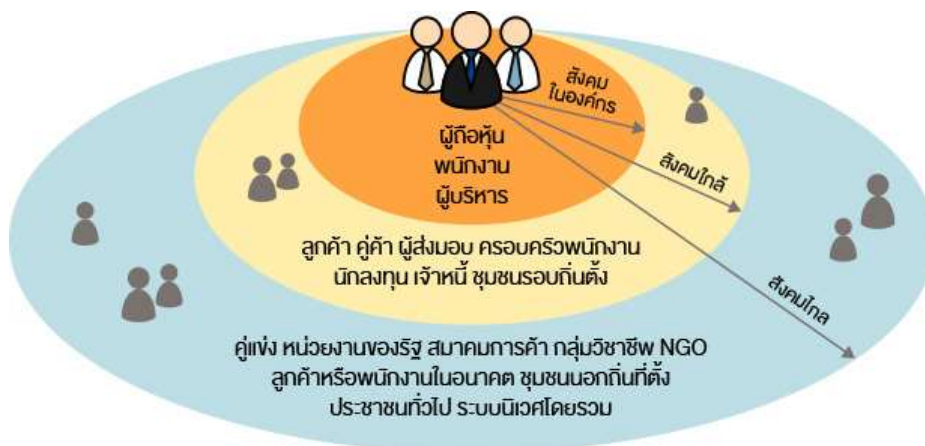 สังคม
ในองค์กร
ผู้ถือหุ้น
พนักงาน
ผู้บริหาร
สังคมใกล้
ลูกค้า คู่ค้า ผู้ส่งมอบ ครอบครัวพนักงาน
นักลงทุน เจ้าหนี้ ชุมชนรอบถิ่นตั้ง
สังคมไกล
คู่แข่ง หน่วยงานของรัฐ สมาคมการค้า กลุ่มวิชาชีพ NGO
ลูกค้าหรือพนักงานในอนาคต ชุมชนนอกถิ่นที่ตั้ง
ประชาชนทั่วไป ระบบนิเวศโดยรวม